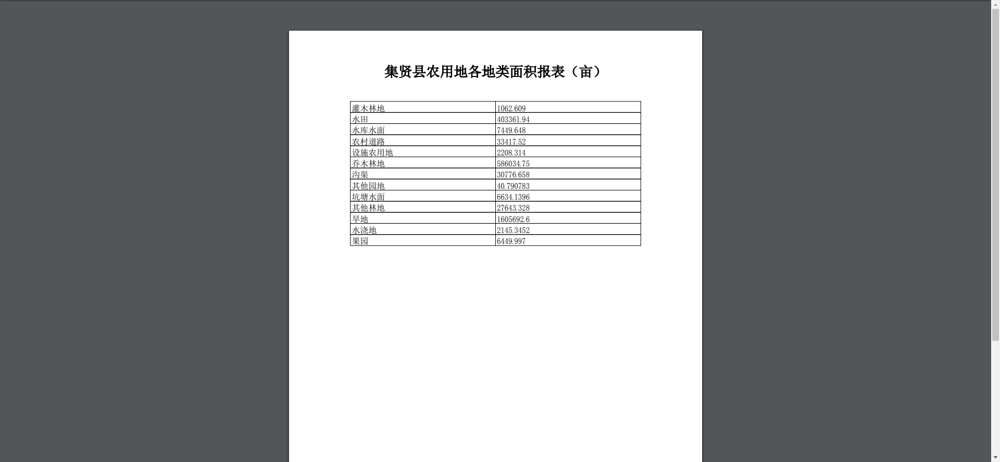 集贤县农用地各地类面积报表（亩）
灌木林地 1062.609
水田 403361.94
水库水面 7449.648
农村道路 33417.52
设施农用地 2208.314
乔木林地 586034.75
沟渠 30776.658
其他园地 40.790783
坑塘水面 6634.1396
其他林地 27643.328
旱地 1605692.6
水浇地 2145.3452
果园 6449.997